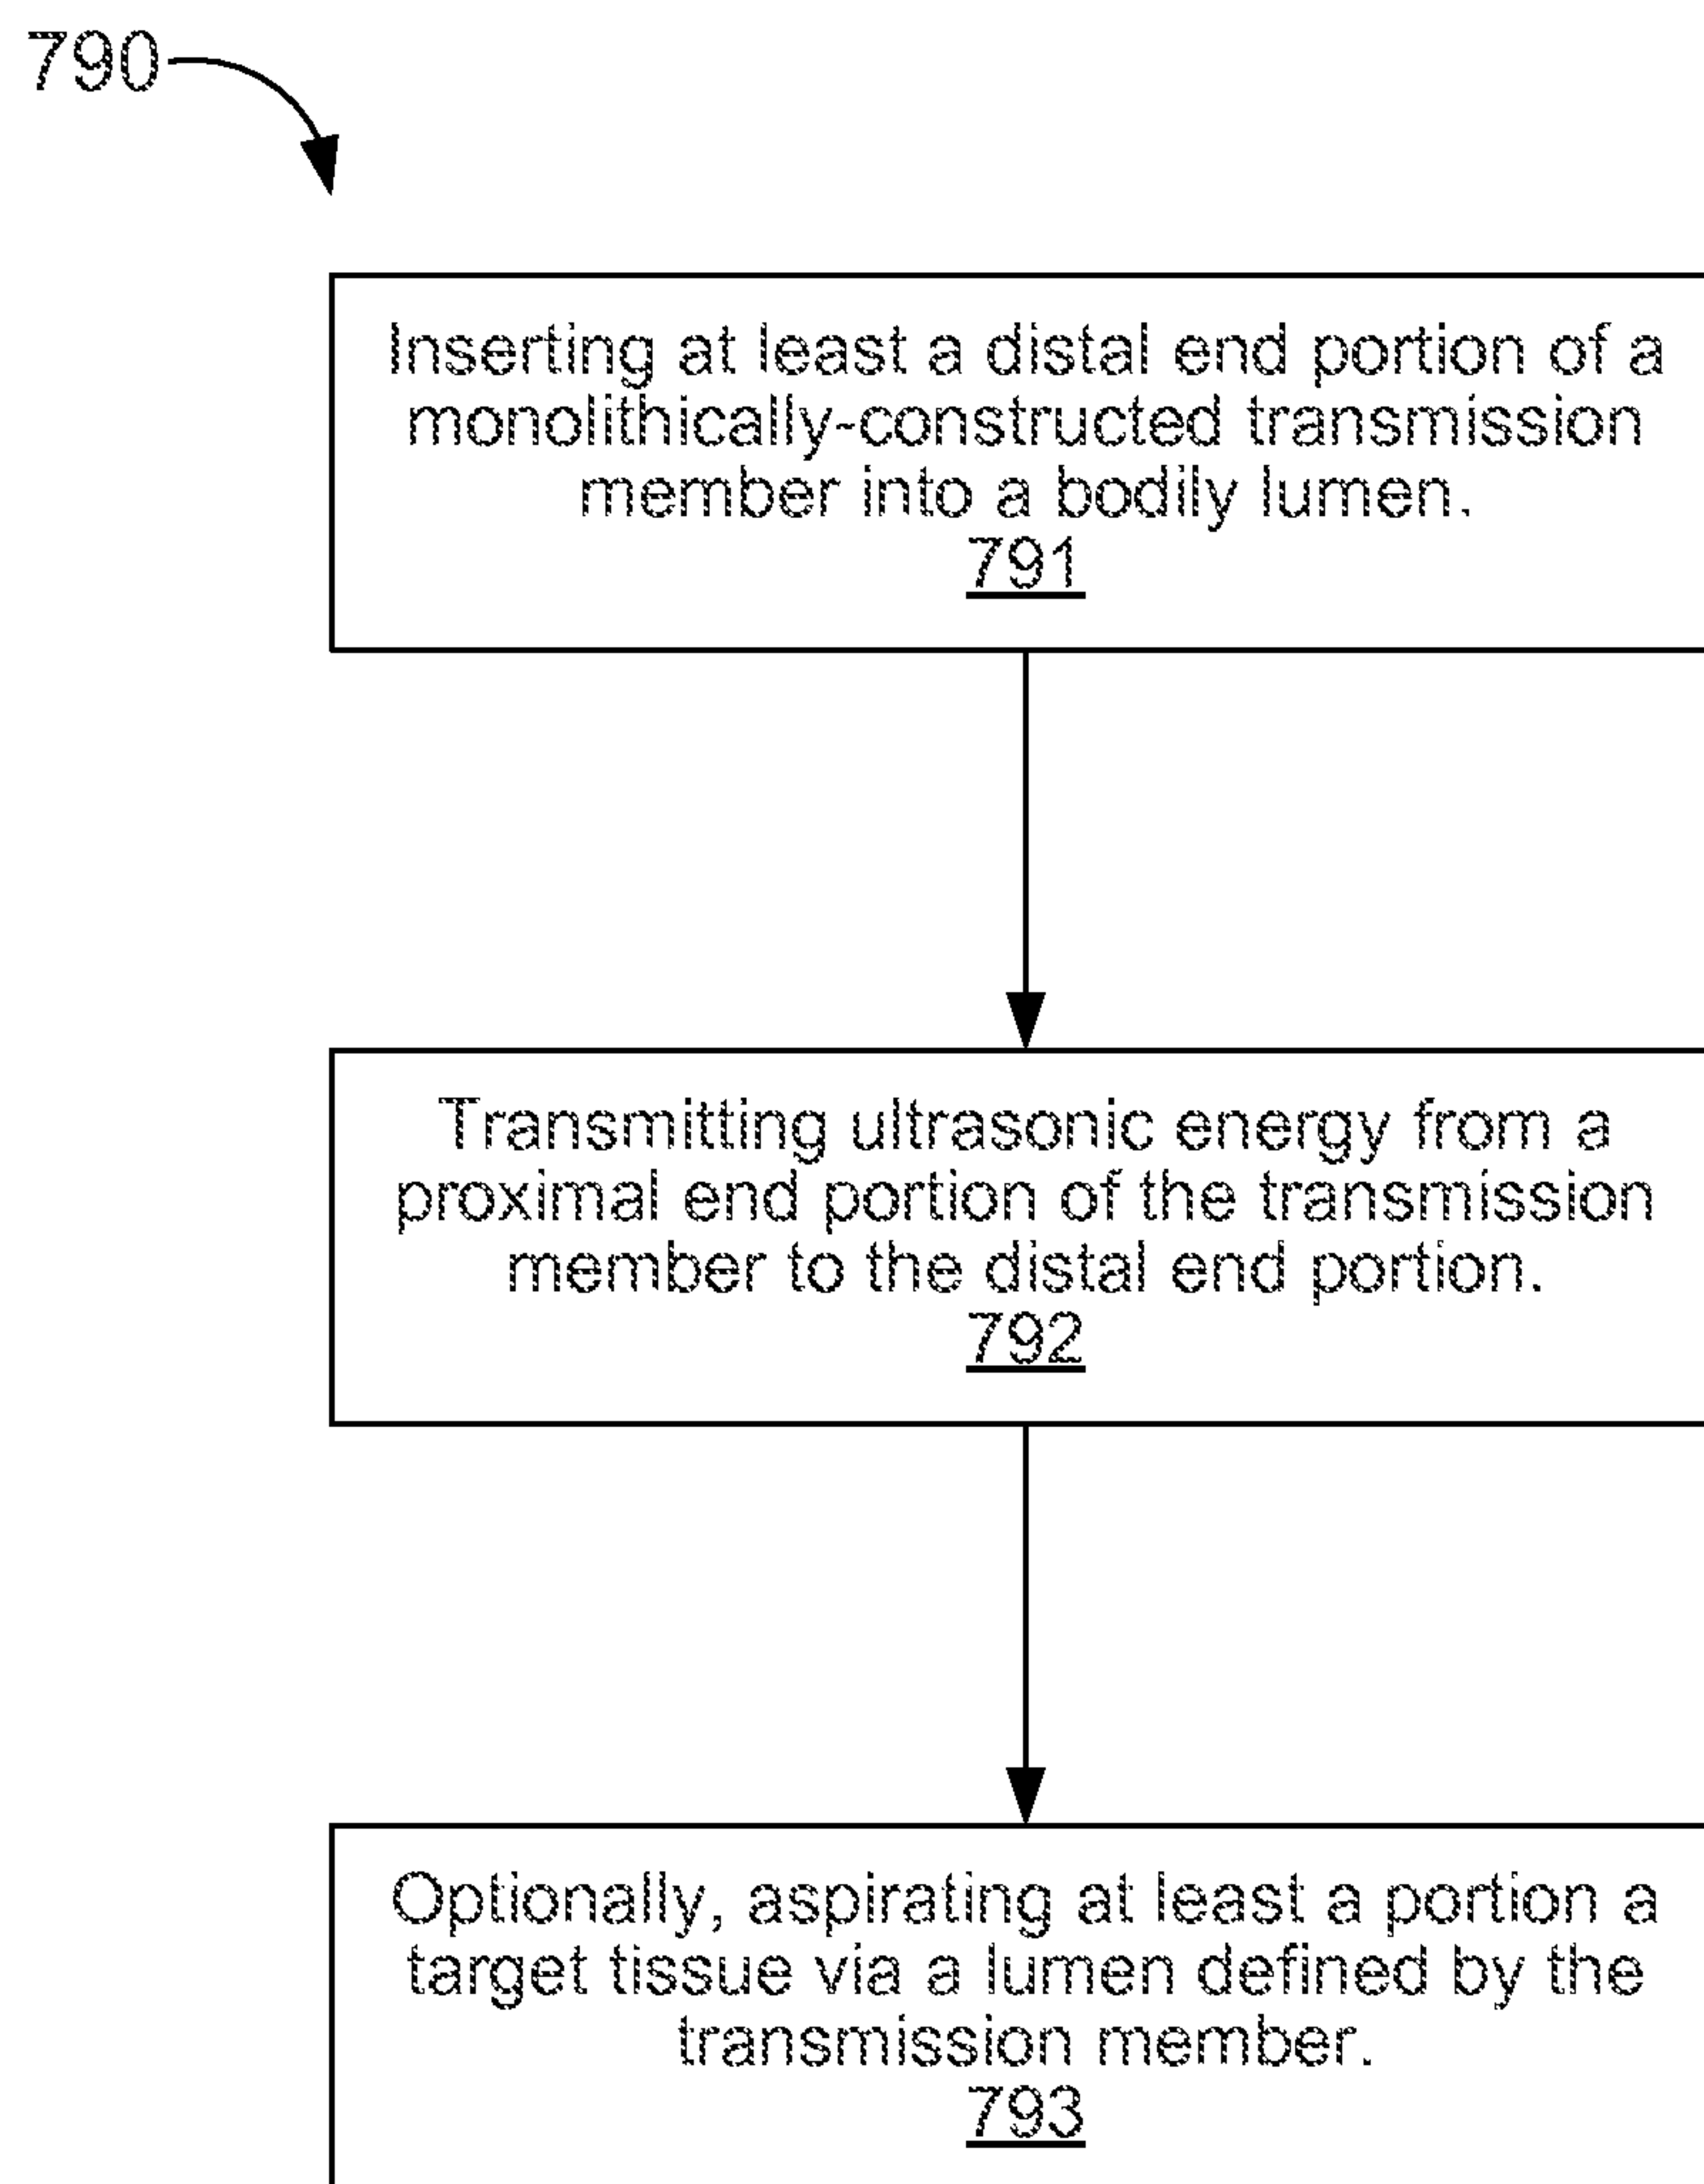 790
Inserting at least a distal end portion of a
monolithically-constructed transmission
member into a bodily lumen.
791
Transmitting ultrasonic energy from a
proximal end portion of the transmission
member to the distal end portion.
792
Optionally, aspirating at least a portion a
target tissue via a lumen defined by the
transmission member.
793